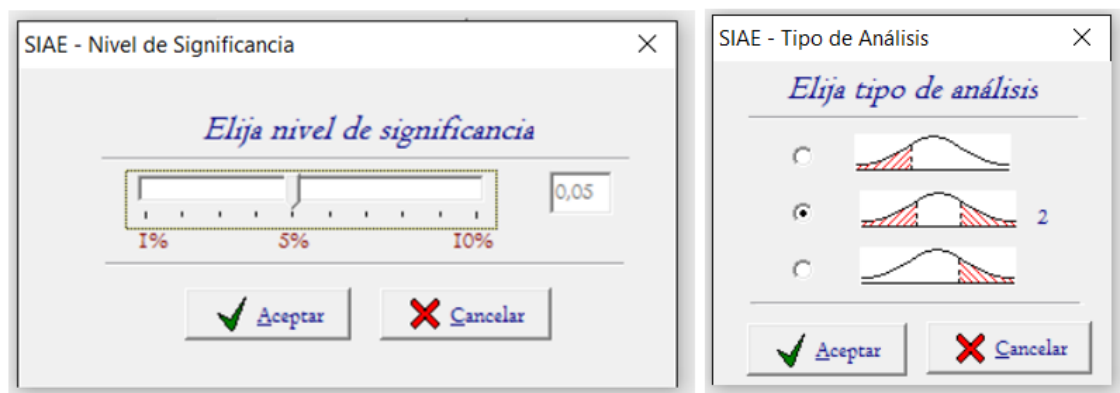 SIAE - Nivel de Significancia
Elija nivel de significancia
0,05
1% 5% 10%
Aceptar Cancelar
SIAE - Tipo de Análisis
Elija tipo de análisis
2
Aceptar Cancelar